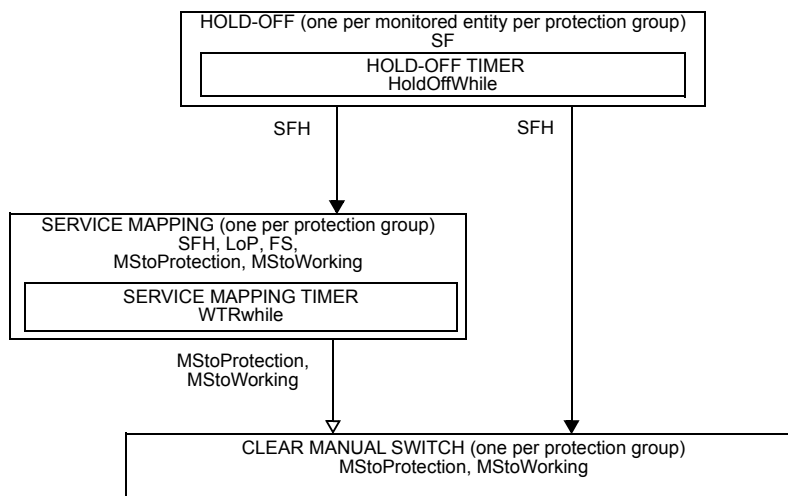 HOLD-OFF (one per monitored entity per protection group)
SF
HOLD-OFF TIMER
HoldOffWhile
SFH
SFH
SERVICE MAPPING (one per protection group)
SFH, LoP, FS,
MStoProtection, MStoWorking
SERVICE MAPPING TIMER
WTRwhile
MStoProtection,
MStoWorking
CLEAR MANUAL SWITCH (one per protection group)
MStoProtection, MStoWorking